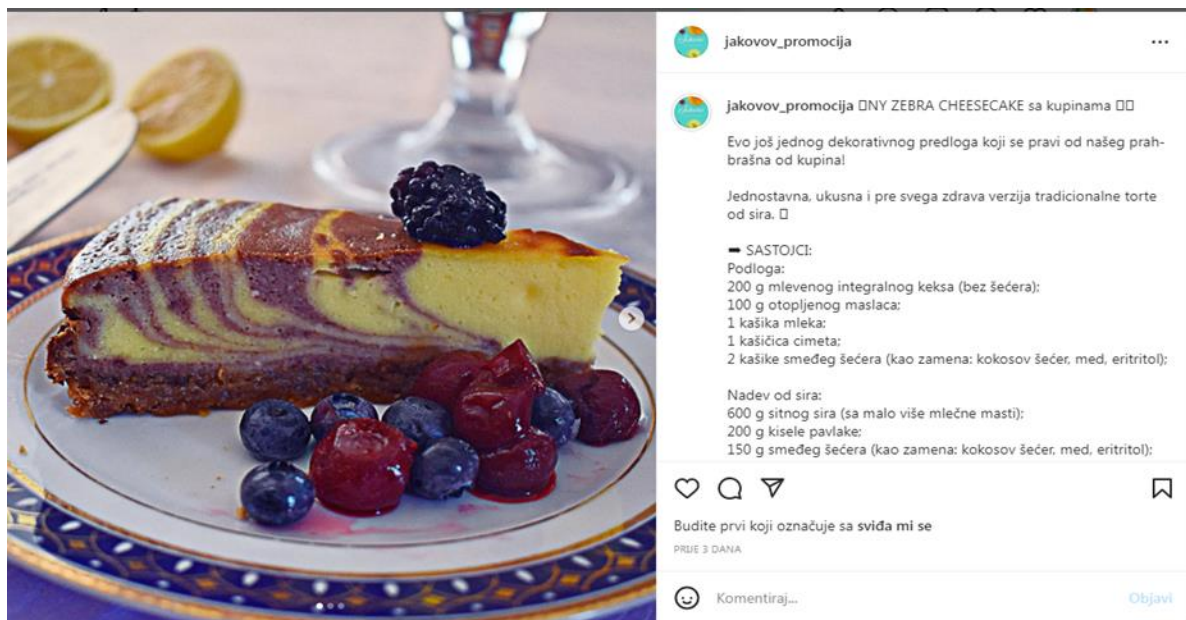 jakovov_promocija
jakovov_promocija NY ZEBRA CHEESECAKE sa kupinama
Evo još jednog dekorativnog predloga koji se pravi od našeg prah-
brašna od kupina!
Jednostavna, ukusna i pre svega zdrava verzija tradicionalne torte
od sira.
➡ SASTOJCI:
Podloga:
200 g mlevenog integralnog keksa (bez šećera);
100 g otopljenog maslaca;
1 kašika mleka;
1 kašičica cimeta;
2 kašike smeđeg šećera (kao zamena: kokosov šećer, med, eritritol);
Nadev od sira:
600 g sitnog sira (sa malo više mlečne masti);
200 g kisele pavlake;
150 g smeđeg šećera (kao zamena: kokosov šećer, med, eritritol);
Budite prvi koji označuje sa sviđa mi se
PRIJE 3 DANA
Komentiraj...
Objavi